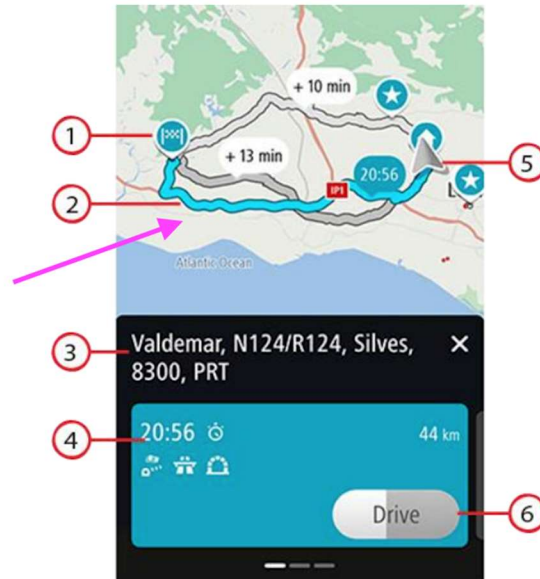 + 10 min
1
+ 13 min
5
20:56
2
IP1
L
Atlantic Ocean
3
Valdemar, N124/R124, Silves,
8300, PRT
4
20:56
44 km
Drive
6